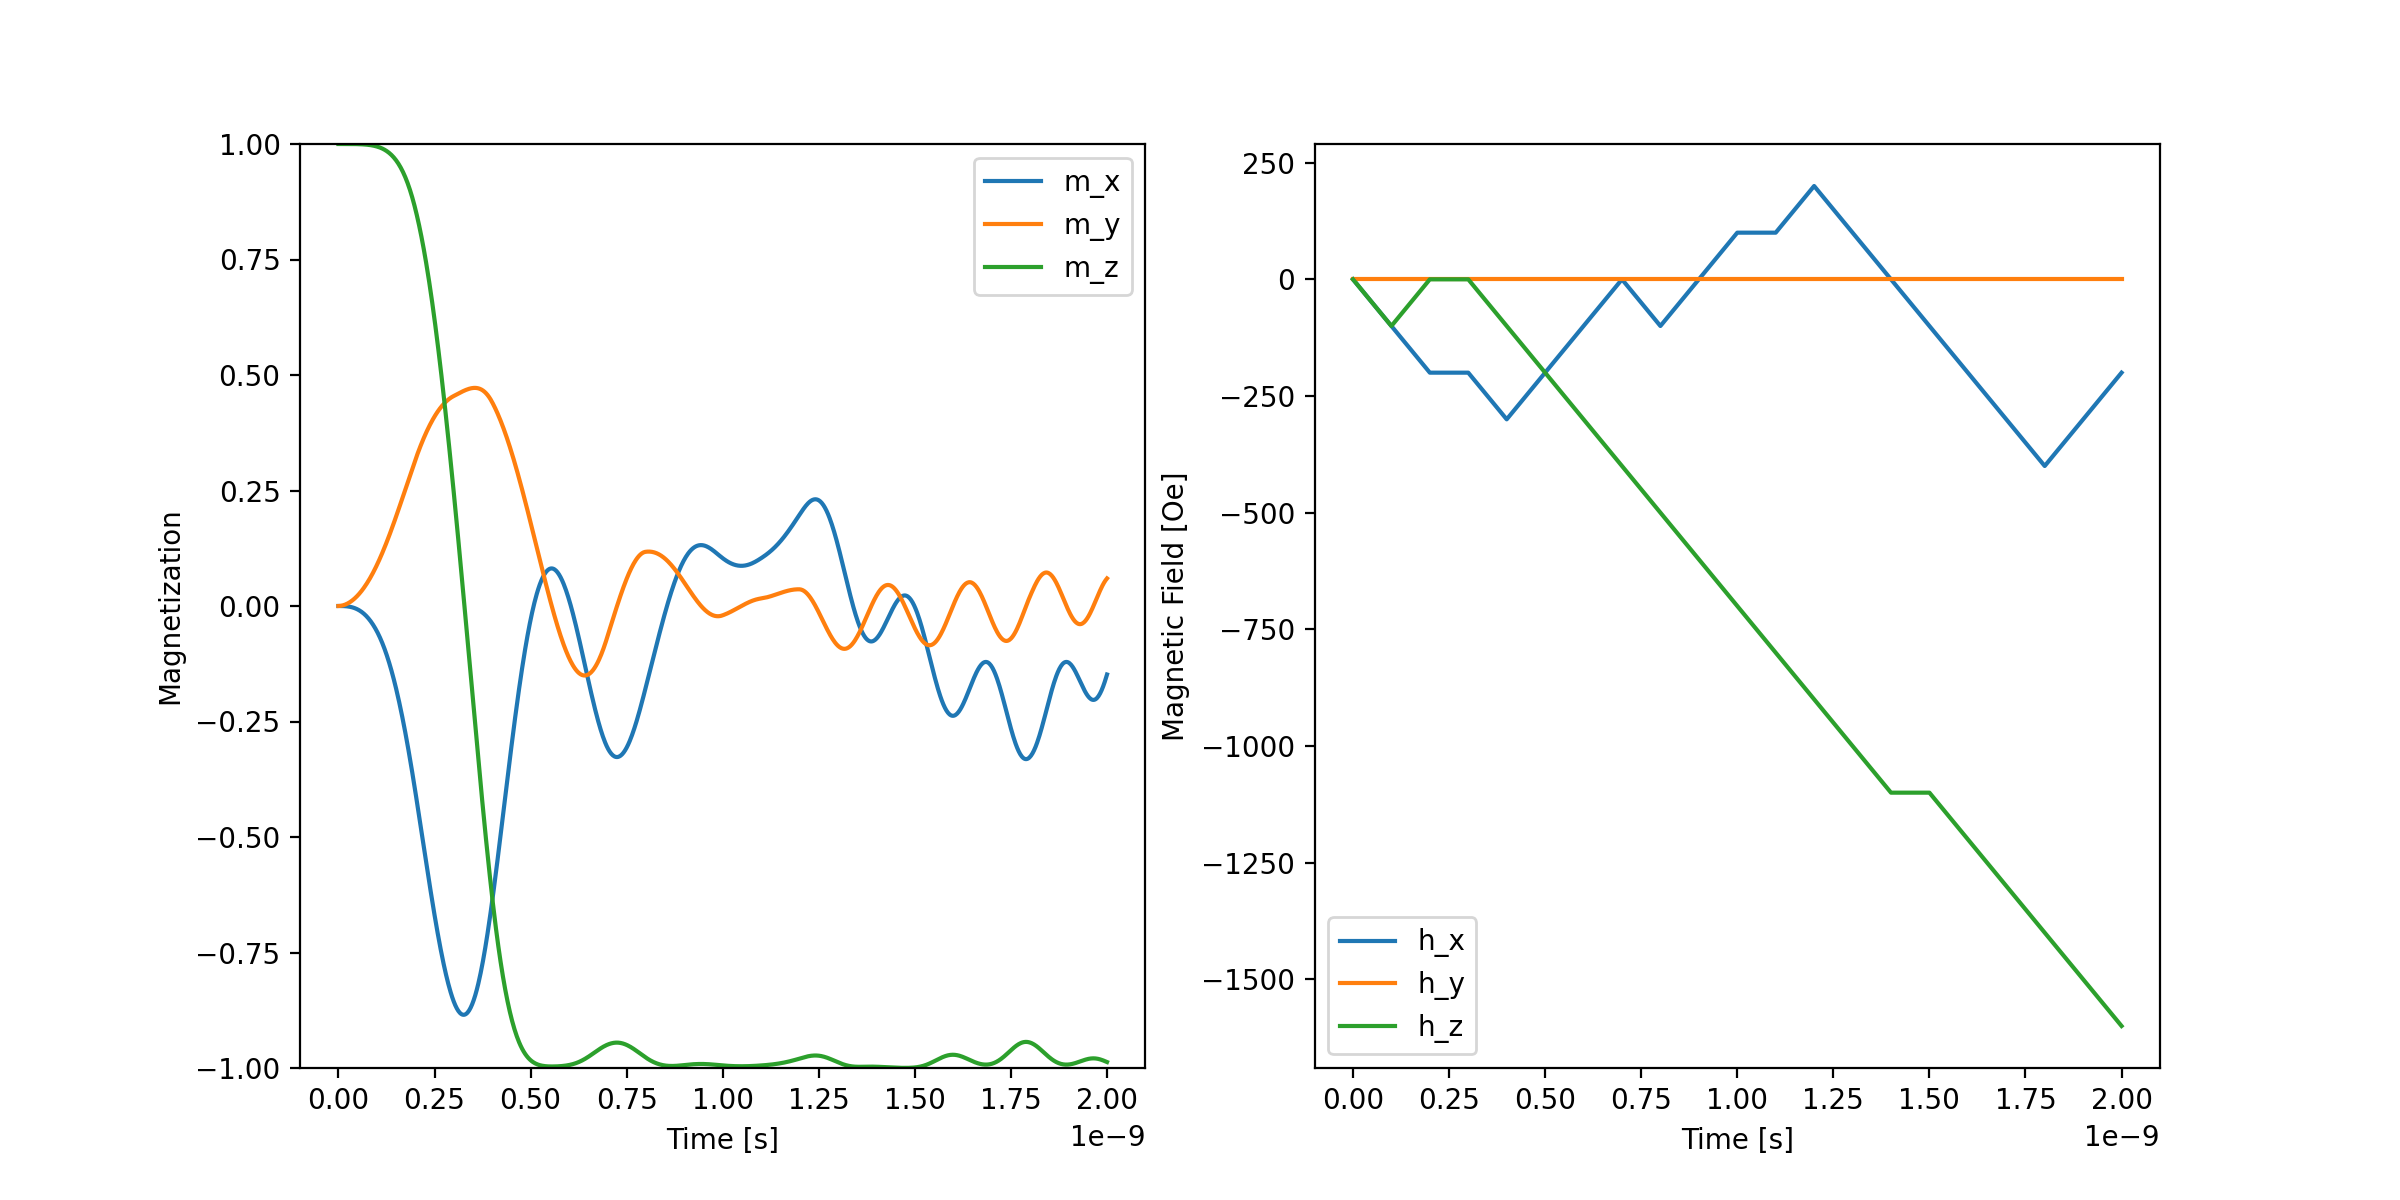 1.00
0.75
0.50
0.25
0.00
−0.25
−0.50
−0.75
−1.00
Magnetization
m_x
m_y
m_z
0.00 0.25 0.50 0.75 1.00 1.25 1.50 1.75 2.00
Time [s]
1e−9
250
0
−250
−500
−750
−1000
−1250
−1500
Magnetic Field [Oe]
h_x
h_y
h_z
0.00 0.25 0.50 0.75 1.00 1.25 1.50 1.75 2.00
Time [s]
1e−9